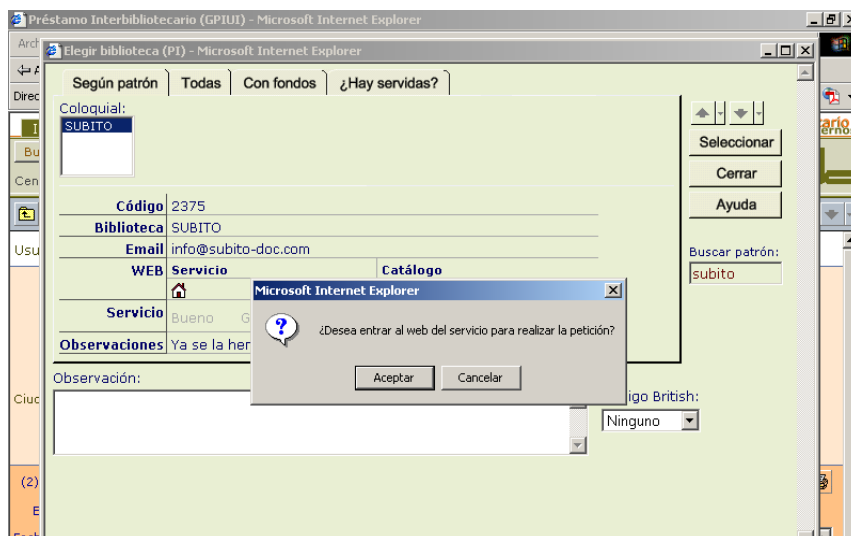 Préstamo Interbibliotecario (GPIUI) - Microsoft Internet Explorer
Elegir biblioteca (PI) - Microsoft Internet Explorer
Según patrón Todas Con fondos ¿Hay servidas?
Coloquial:
SUBITO
Seleccionar
Cerrar
Ayuda
Código 2375
Biblioteca SUBITO
Email info@subito-doc.com
WEB Servicio Catálogo
Buscar patrón:
subito
Microsoft Internet Explorer
Servicio Bueno
¿Desea entrar al web del servicio para realizar la petición?
Observaciones Ya se la
Aceptar Cancelar
Observación:
British:
Ninguno
(2)